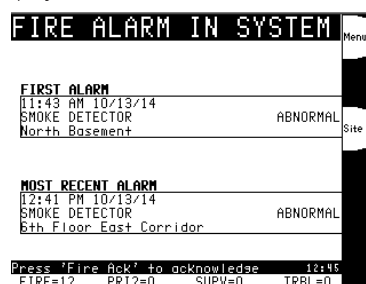 FIRE ALARM IN SYSTEM
Menu
FIRST ALARM
11:43 AM 10/13/14
SMOKE DETECTOR ABNORMAL
North Basement
Site
MOST RECENT ALARM
12:41 PM 10/13/14
SMOKE DETECTOR ABNORMAL
6th Floor East Corridor
Press 'Fire Ack' to acknowledge 12:45
FIRE=12 PRI2=0 SUPV=0 TRBL=0